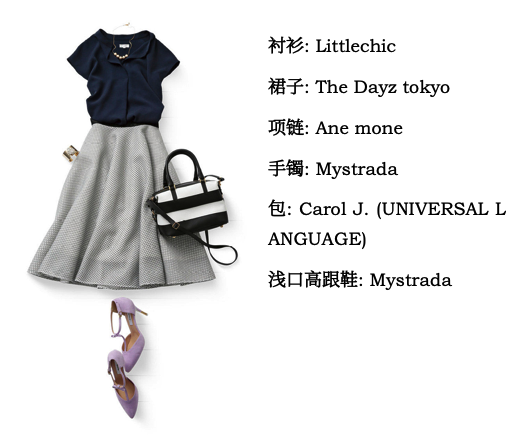 衬衫: Littlechic
裙子: The Dayz tokyo
项链: Ane mone
手镯: Mystrada
包: Carol J. (UNIVERSAL L
ANGUAGE)
浅口高跟鞋: Mystrada